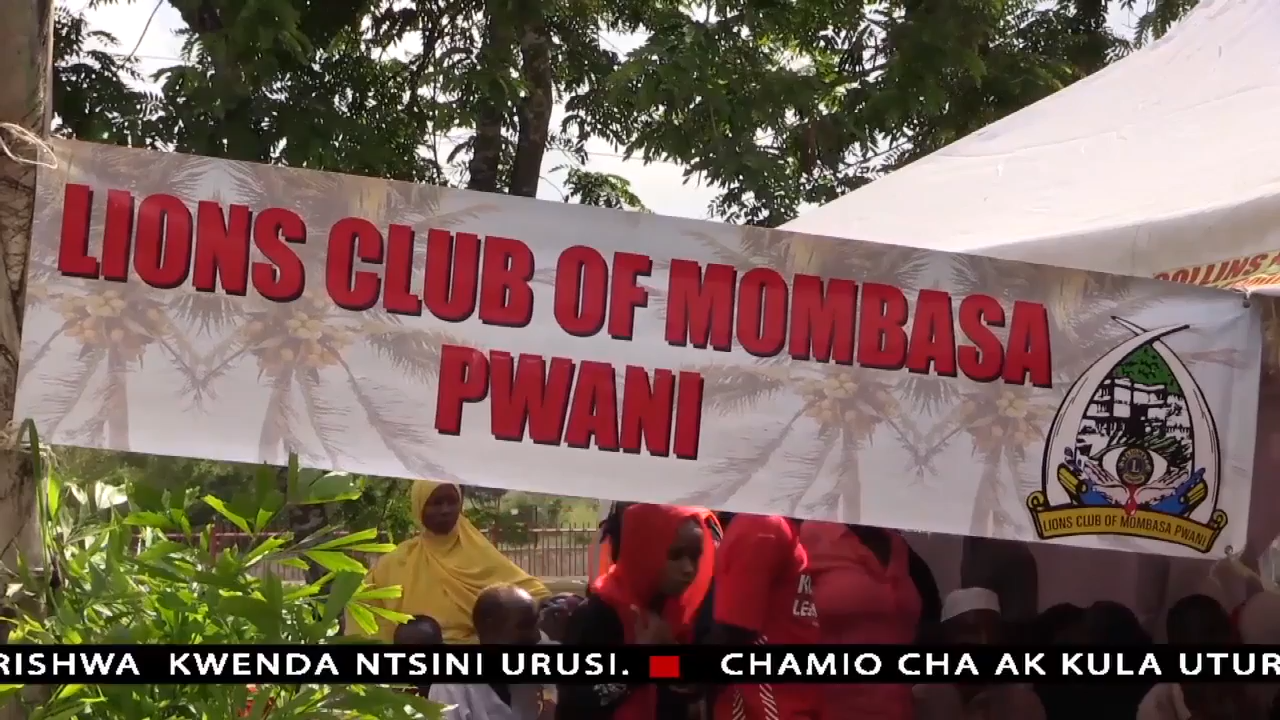 LIONS CLUB OF MOMBASA
PWANI
LIONS CLUB OF MOMBASA PWANI
RISHWA KWENDA NTSINI URUSI. CHAMIO CHA AK KULA UTUR